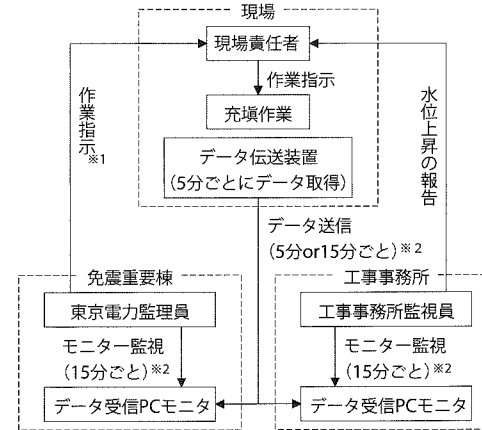 現場
現場責任者
作業指示
充塡作業
データ伝送装置
(5分ごとにデータ取得)
作業指示※1
水位上昇の報告
データ送信
(5分or15分ごと)※2
免震重要棟
東京電力監理員
モニター監視
(15分ごと)※2
データ受信PCモニタ
工事事務所
工事事務所監視員
モニター監視
(15分ごと)※2
データ受信PCモニタ